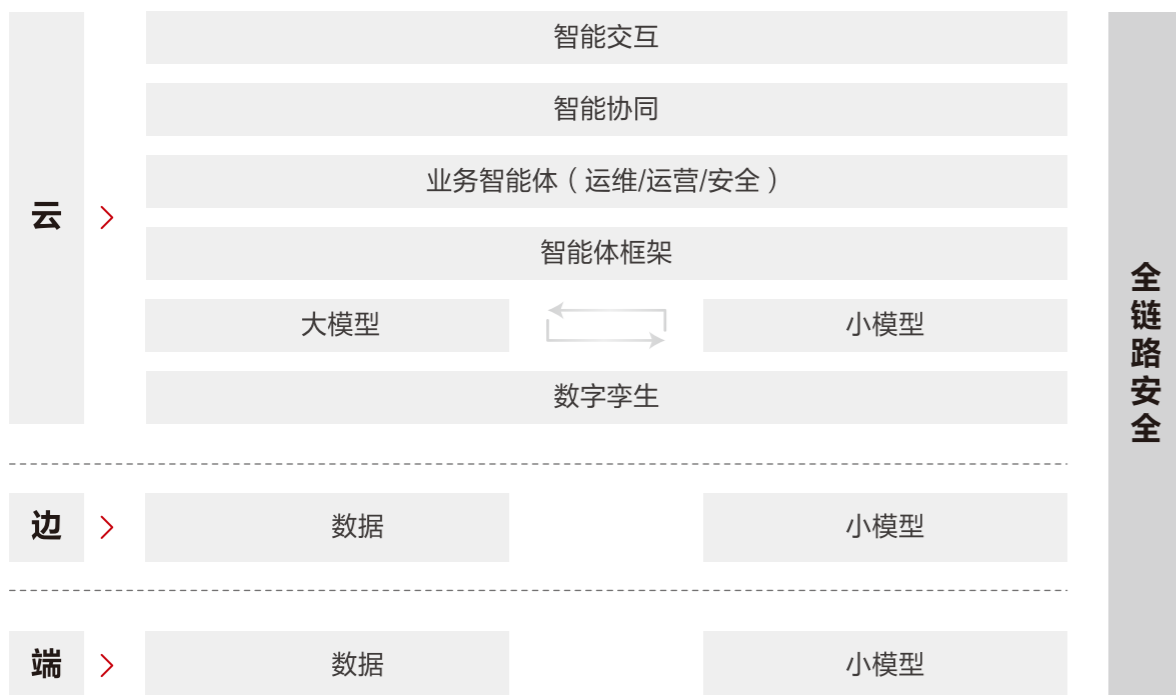 智能交互
智能协同
业务智能体（运维/运营/安全）
云
智能体框架
大模型
小模型
数字孪生
边
数据
小模型
端
数据
小模型
全链路安全